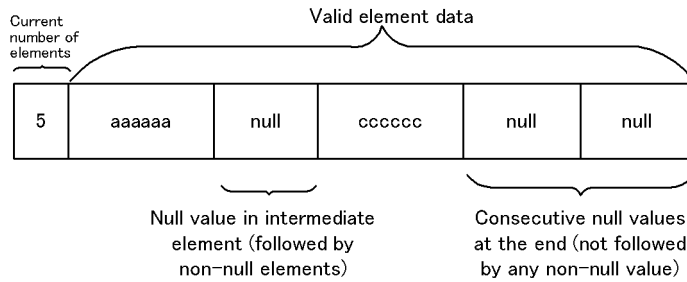 Current
number of
elements
Valid element data
5
aaaaaa
null
cccccc
null
null
Null value in intermediate
element (followed by
non-null elements)
Consecutive null values
at the end (not followed
by any non-null value)